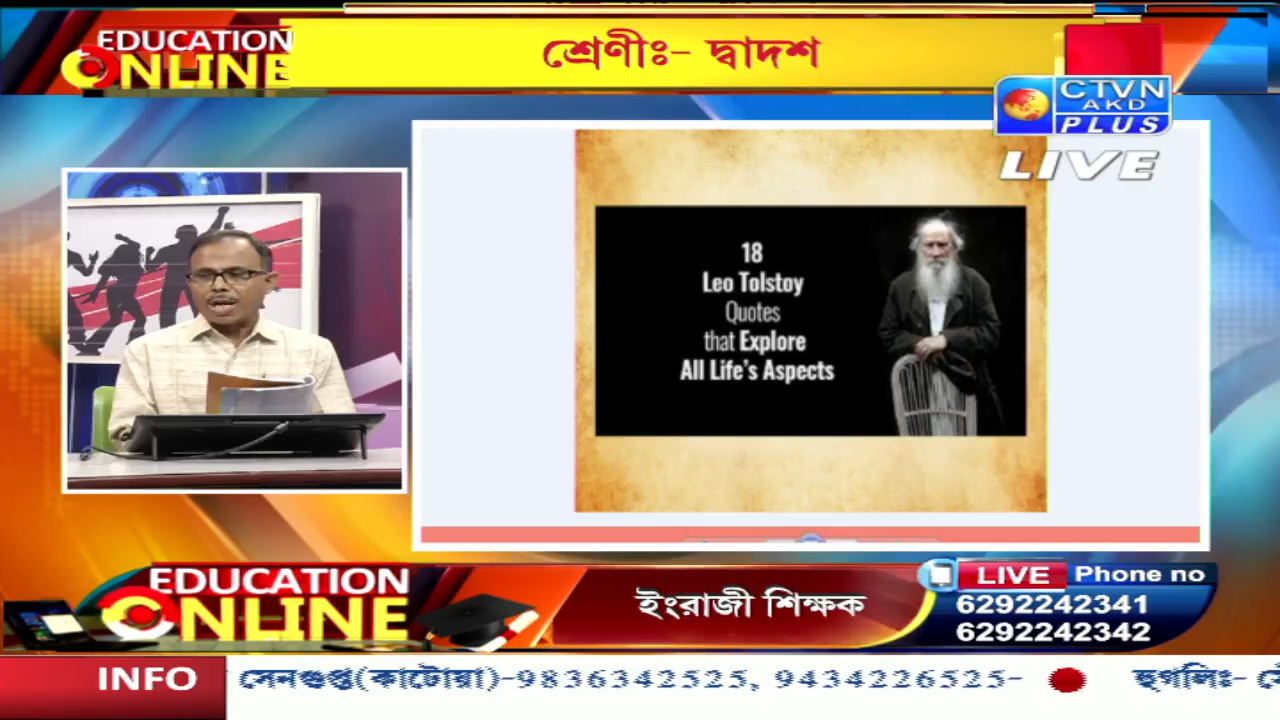 EDUCATION
ONLINE
শ্রেণীঃ- দ্বাদশ
CTVN
AKD
PLUS
LIVE
18
Leo Tolstoy
Quotes
that Explore
All Life's Aspects
EDUCATION
ONLINE
ইংরাজী শিক্ষক
LIVE Phone no
6292242341
6292242342
INFO
সেনগুপ্ত(কাটোয়া)-9836342525, 9434226525- হুগলিঃ-